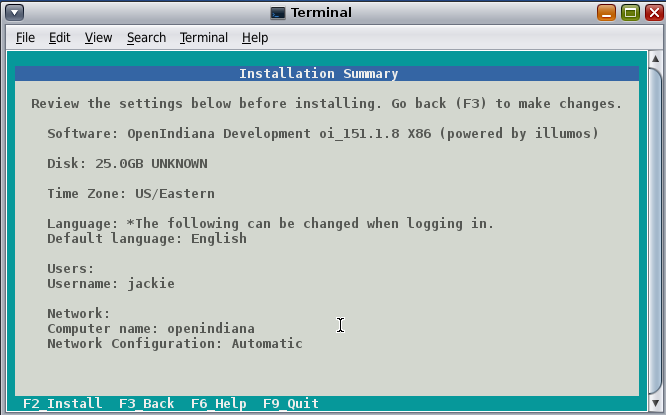 Terminal
File Edit View Search Terminal Help
Installation Summary
Review the settings below before installing. Go back (F3) to make changes.
Software: OpenIndiana Development oi_151.1.8 X86 (powered by illumos)
Disk: 25.0GB UNKNOWN
Time Zone: US/Eastern
Language: *The following can be changed when logging in.
Default language: English
Users:
Username: jackie
Network:
Computer name: openindiana
Network Configuration: Automatic
F2_Install F3_Back F6_Help F9_Quit